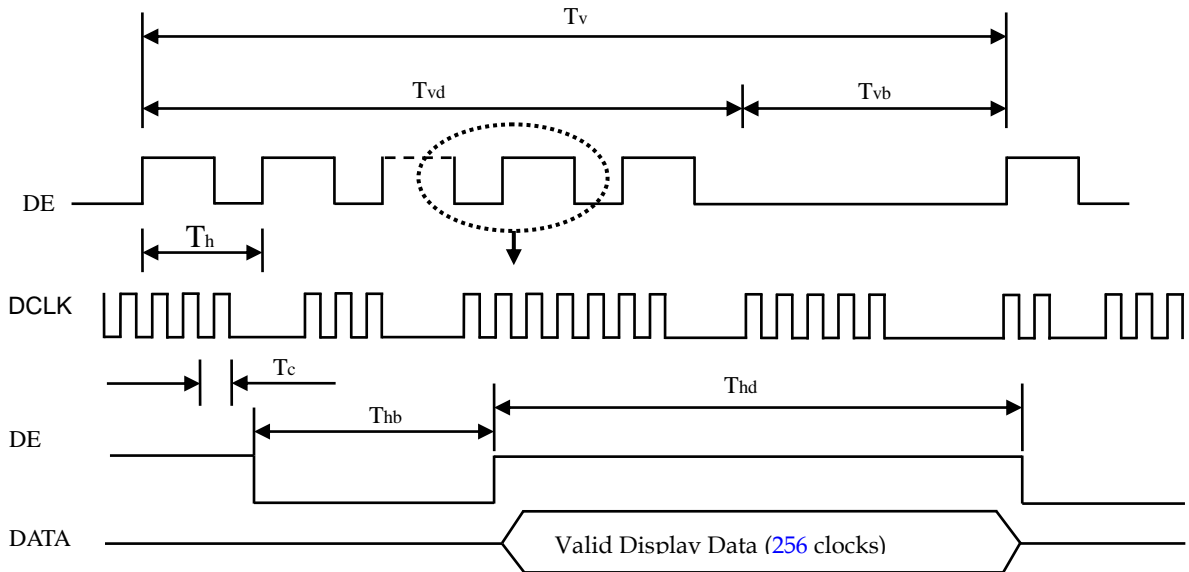 Tv
Tvd
Tvb
DE
Th
DCLK
Tc
Thd
Thb
DE
DATA
Valid Display Data (256 clocks)